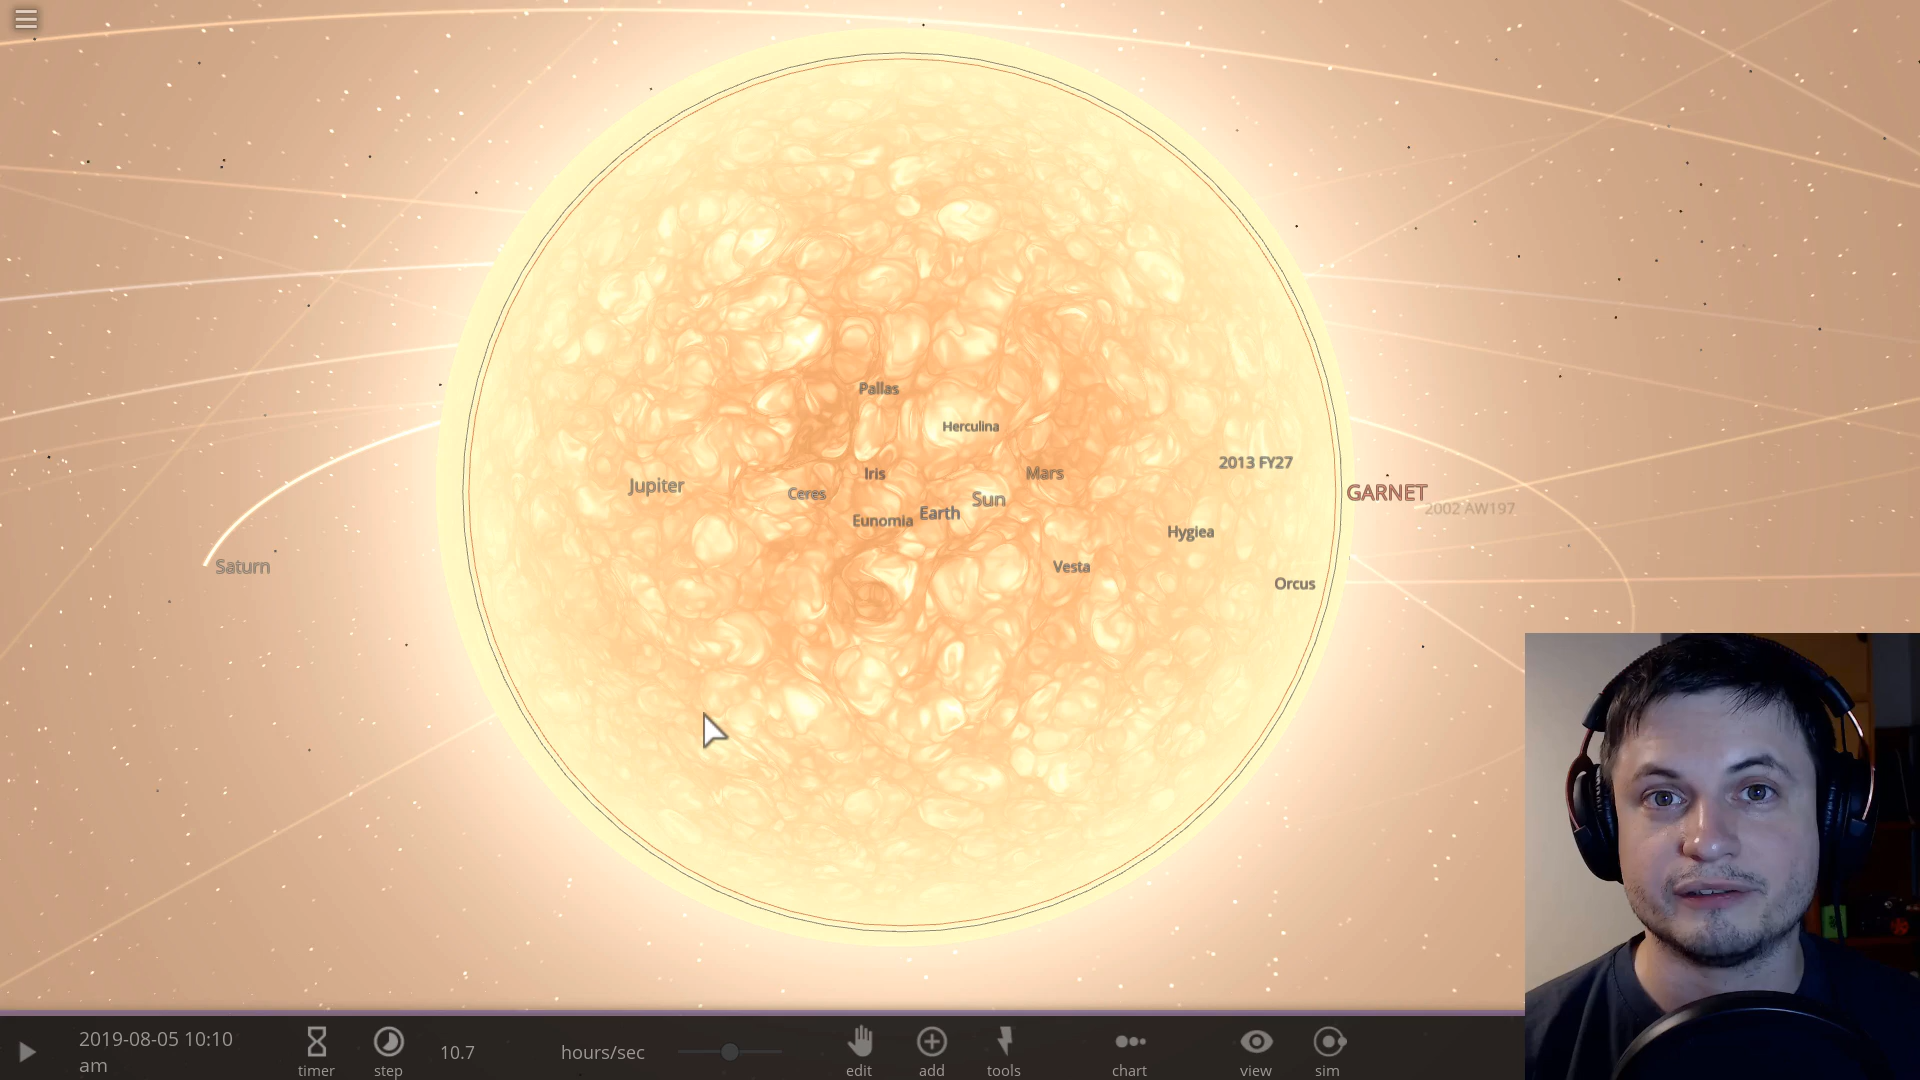 Pallas
Herculina
2013 FY27
Iris
Mars
Jupiter
Ceres
Sun
GARNET
2002 AW197
Earth
Eunomia
Hygiea
Saturn
Vesta
Orcus
2019-08-05 10:10
am
timer
step
10.7
hours/sec
edit
add
tools
chart
view
sim